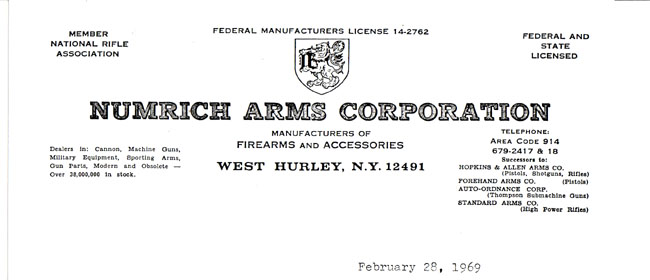 MEMBER
NATIONAL RIFLE
ASSOCIATION
FEDERAL MANUFACTURERS LICENSE 14-2762
FEDERAL AND
STATE
LICENSED
NUMRICH ARMS CORPORATION
MANUFACTURERS OF
FIREARMS AND ACCESSORIES
WEST HURLEY, N.Y. 12491
Dealers in: Cannon, Machine Guns,
Military Equipment, Sporting Arms,
Gun Parts, Modern and Obsolete —
Over 38,000,000 in stock.
TELEPHONE:
AREA CODE 914
679-2417 & 18
Successors to:
HOPKINS & ALLEN ARMS CO.
(Pistols, Shotguns, Rifles)
FOREHAND ARMS CO. (Pistols)
AUTO-ORDNANCE CORP.
(Thompson Submachine Guns)
STANDARD ARMS CO.
(High Power Rifles)
February 28, 1969